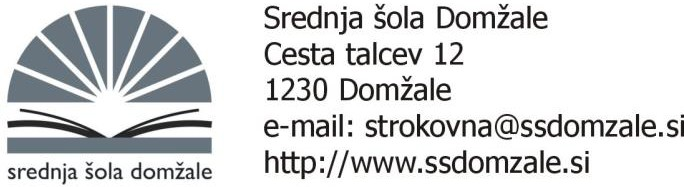 Srednja šola Domžale
Cesta talcev 12
1230 Domžale
e-mail: strokovna@ssdomzale.si
http://www.ssdomzale.si
srednja šola domžale